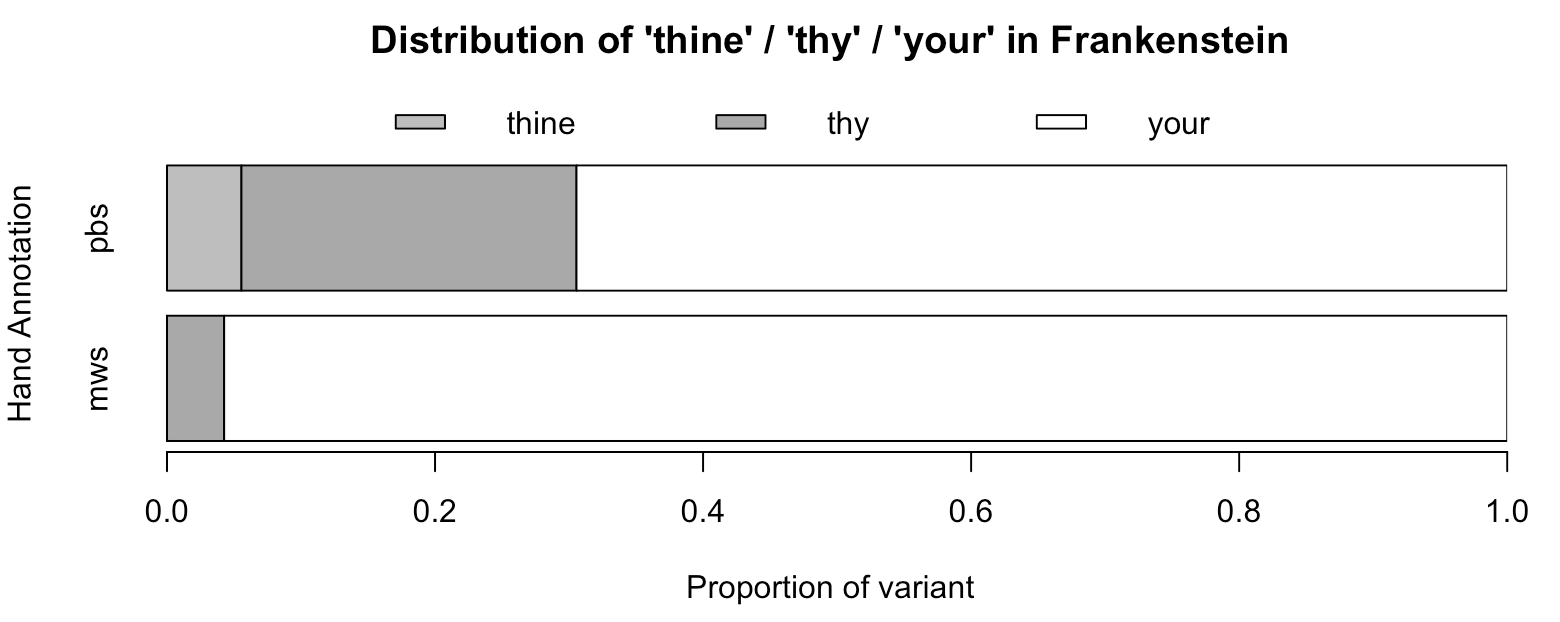 Distribution of 'thine' / 'thy' / 'your' in Frankenstein
thine thy your
Hand Annotation
pbs
mws
0.0 0.2 0.4 0.6 0.8 1.0
Proportion of variant